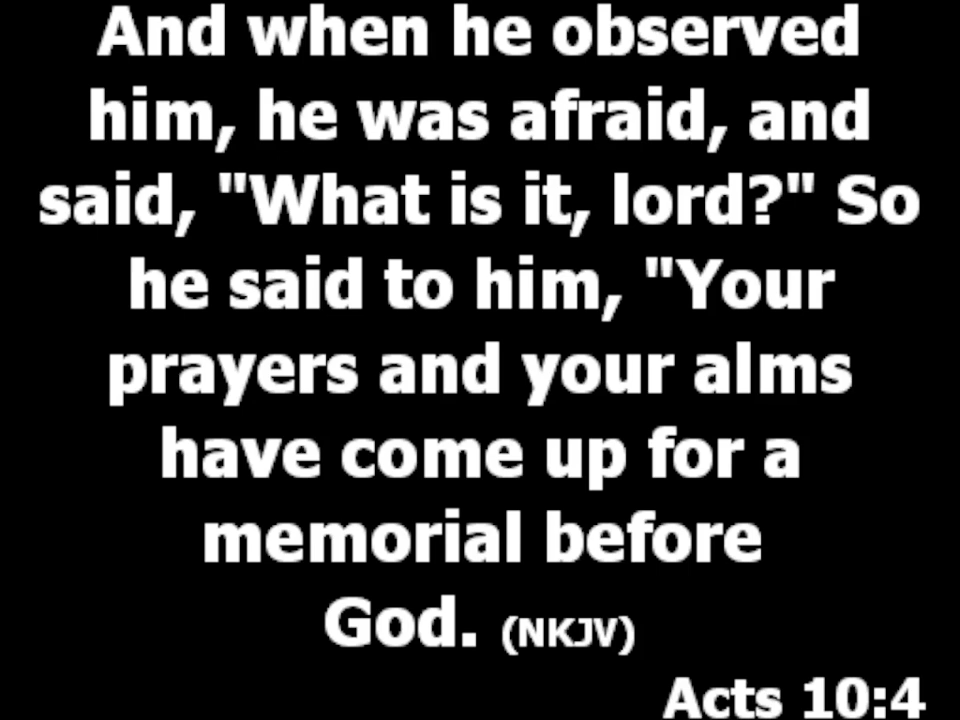 And when he observed
him, he was afraid, and
said, "What is it, lord?" So
he said to him, "Your
prayers and your alms
have come up for a
memorial before
God. (NKJV)
Acts 10:4